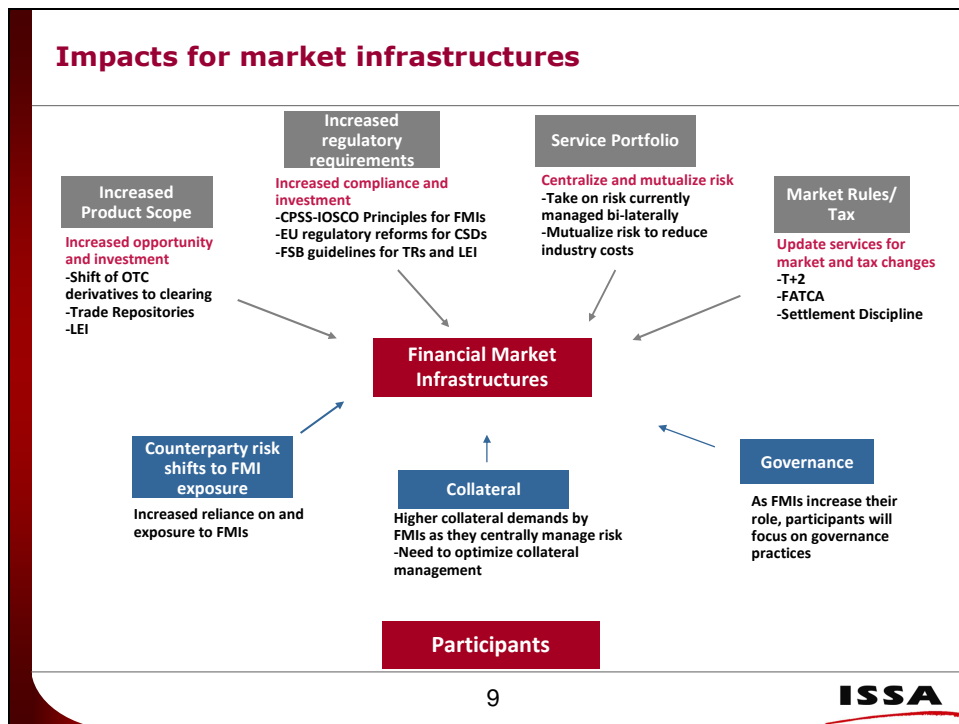 Impacts for market infrastructures
Increased
Product Scope
Increased opportunity
and investment
-Shift of OTC
derivatives to clearing
-Trade Repositories
-LEI
Increased
regulatory
requirements
Increased compliance and
investment
-CPSS-IOSCO Principles for FMIs
-EU regulatory reforms for CSDs
-FSB guidelines for TRs and LEI
Service Portfolio
Centralize and mutualize risk
-Take on risk currently
managed bi-laterally
-Mutualize risk to reduce
industry costs
Market Rules/
Tax
Update services for
market and tax changes
-T+2
-FATCA
-Settlement Discipline
Financial Market
Infrastructures
Counterparty risk
shifts to FMI
exposure
Increased reliance on and
exposure to FMIs
Collateral
Higher collateral demands by
FMIs as they centrally manage risk
-Need to optimize collateral
management
Governance
As FMIs increase their
role, participants will
focus on governance
practices
Participants
9
ISSA